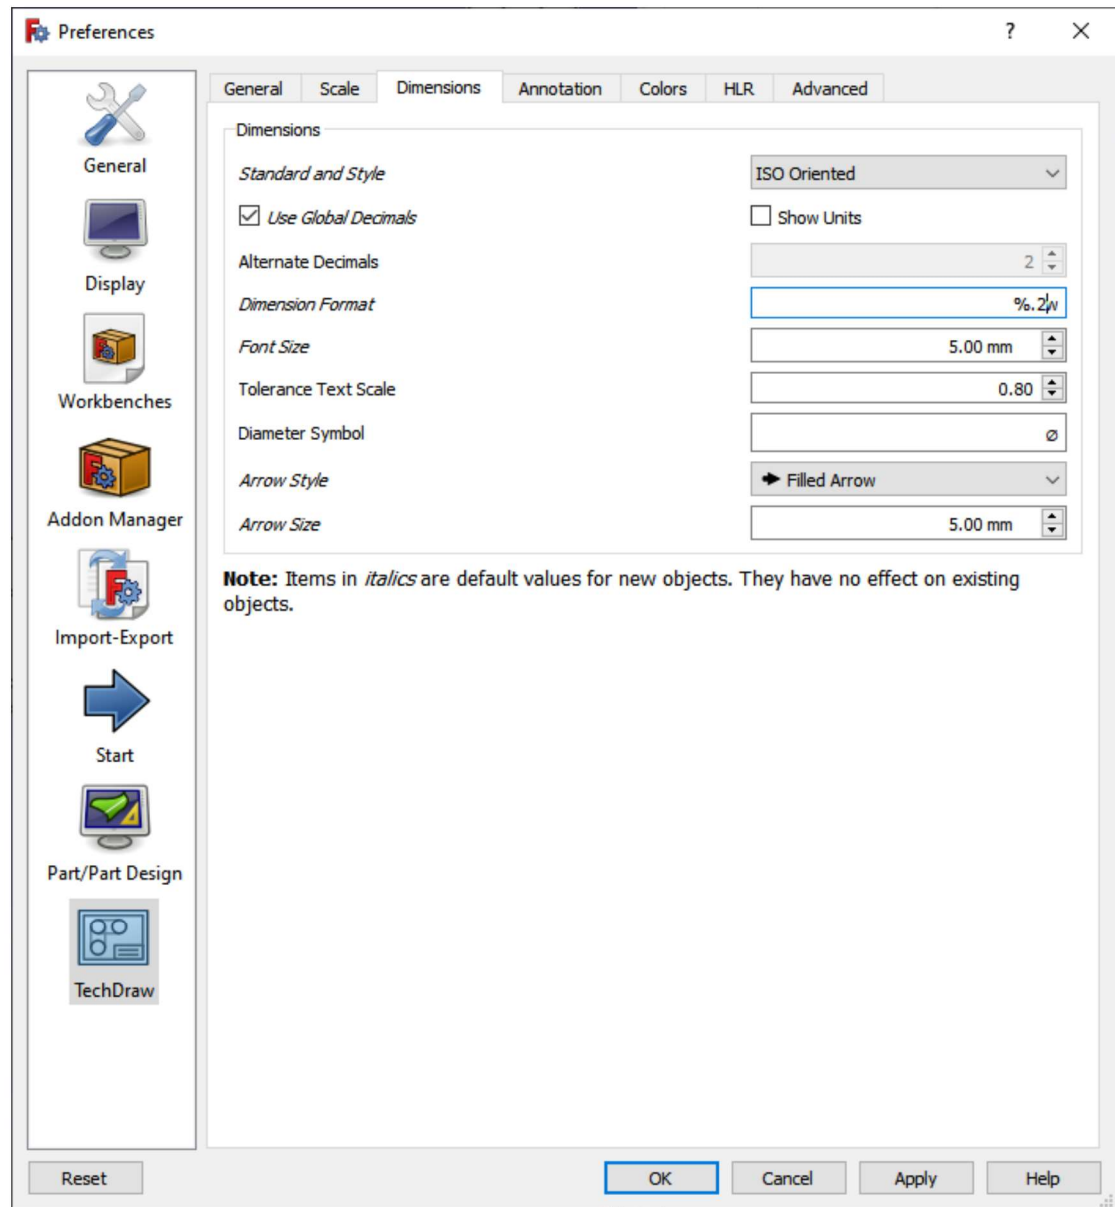 Preferences
?
General
Display
Workbenches
Addon Manager
Import-Export
Start
Part/Part Design
TechDraw
General Scale Dimensions Annotation Colors HLR Advanced
Dimensions
Standard and Style ISO Oriented
Use Global Decimals Show Units
Alternate Decimals 2
Dimension Format %.2w
Font Size 5.00 mm
Tolerance Text Scale 0.80
Diameter Symbol ⌀
Arrow Style Filled Arrow
Arrow Size 5.00 mm
Note: Items in italics are default values for new objects. They have no effect on existing
objects.
Reset OK Cancel Apply Help